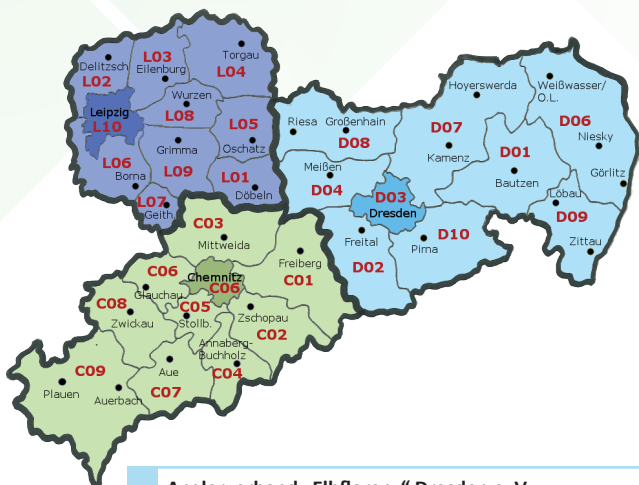 Torgau
L03
Delitzsch
Eilenburg
L04
L02
Wurzen
Leipzig
L08
L10
L05
Grimma
Oschatz
L06
L09
L01
Borna
L07
Döbeln
Geith
Hoyerswerda
Weißwasser/
O.L.
Riesa
Großenhain
D08
D07
D06
Niesky
Kamenz
D01
Meißen
D04
Bautzen
Görlitz
D03
Dresden
Löbau
D09
Freital
D10
Pirna
Zittau
D02
C03
Mittweida
Freiberg
C06
Chemnitz
C01
C06
Glauchau
C08
C05
Zschopau
Zwickau
Stollb.
C02
Annaberg-
Buchholz
Aue
C04
C09
Plauen
Auerbach
C07